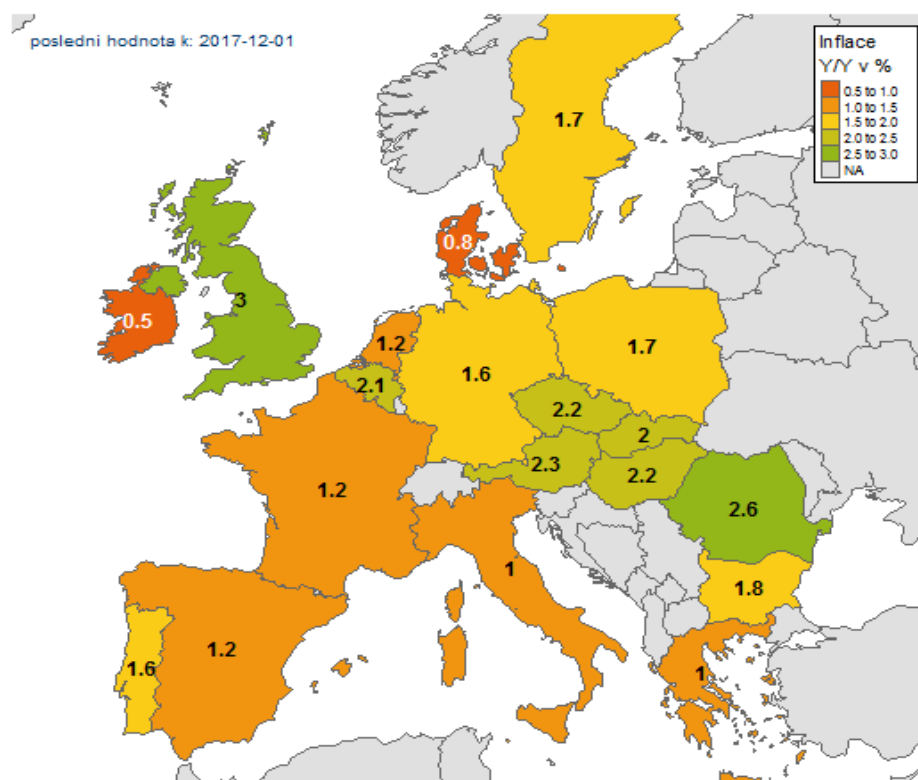 posledni hodnota k: 2017-12-01
Inflace
Y/Y v %
0.5 to 1.0
1.0 to 1.5
1.5 to 2.0
2.0 to 2.5
2.5 to 3.0
NA
1.7
0.8
3
0.5
1.2
1.7
1.6
2.1
2.2
2
2.3
2.2
1.2
2.6
1
1.8
1.2
1.6
1